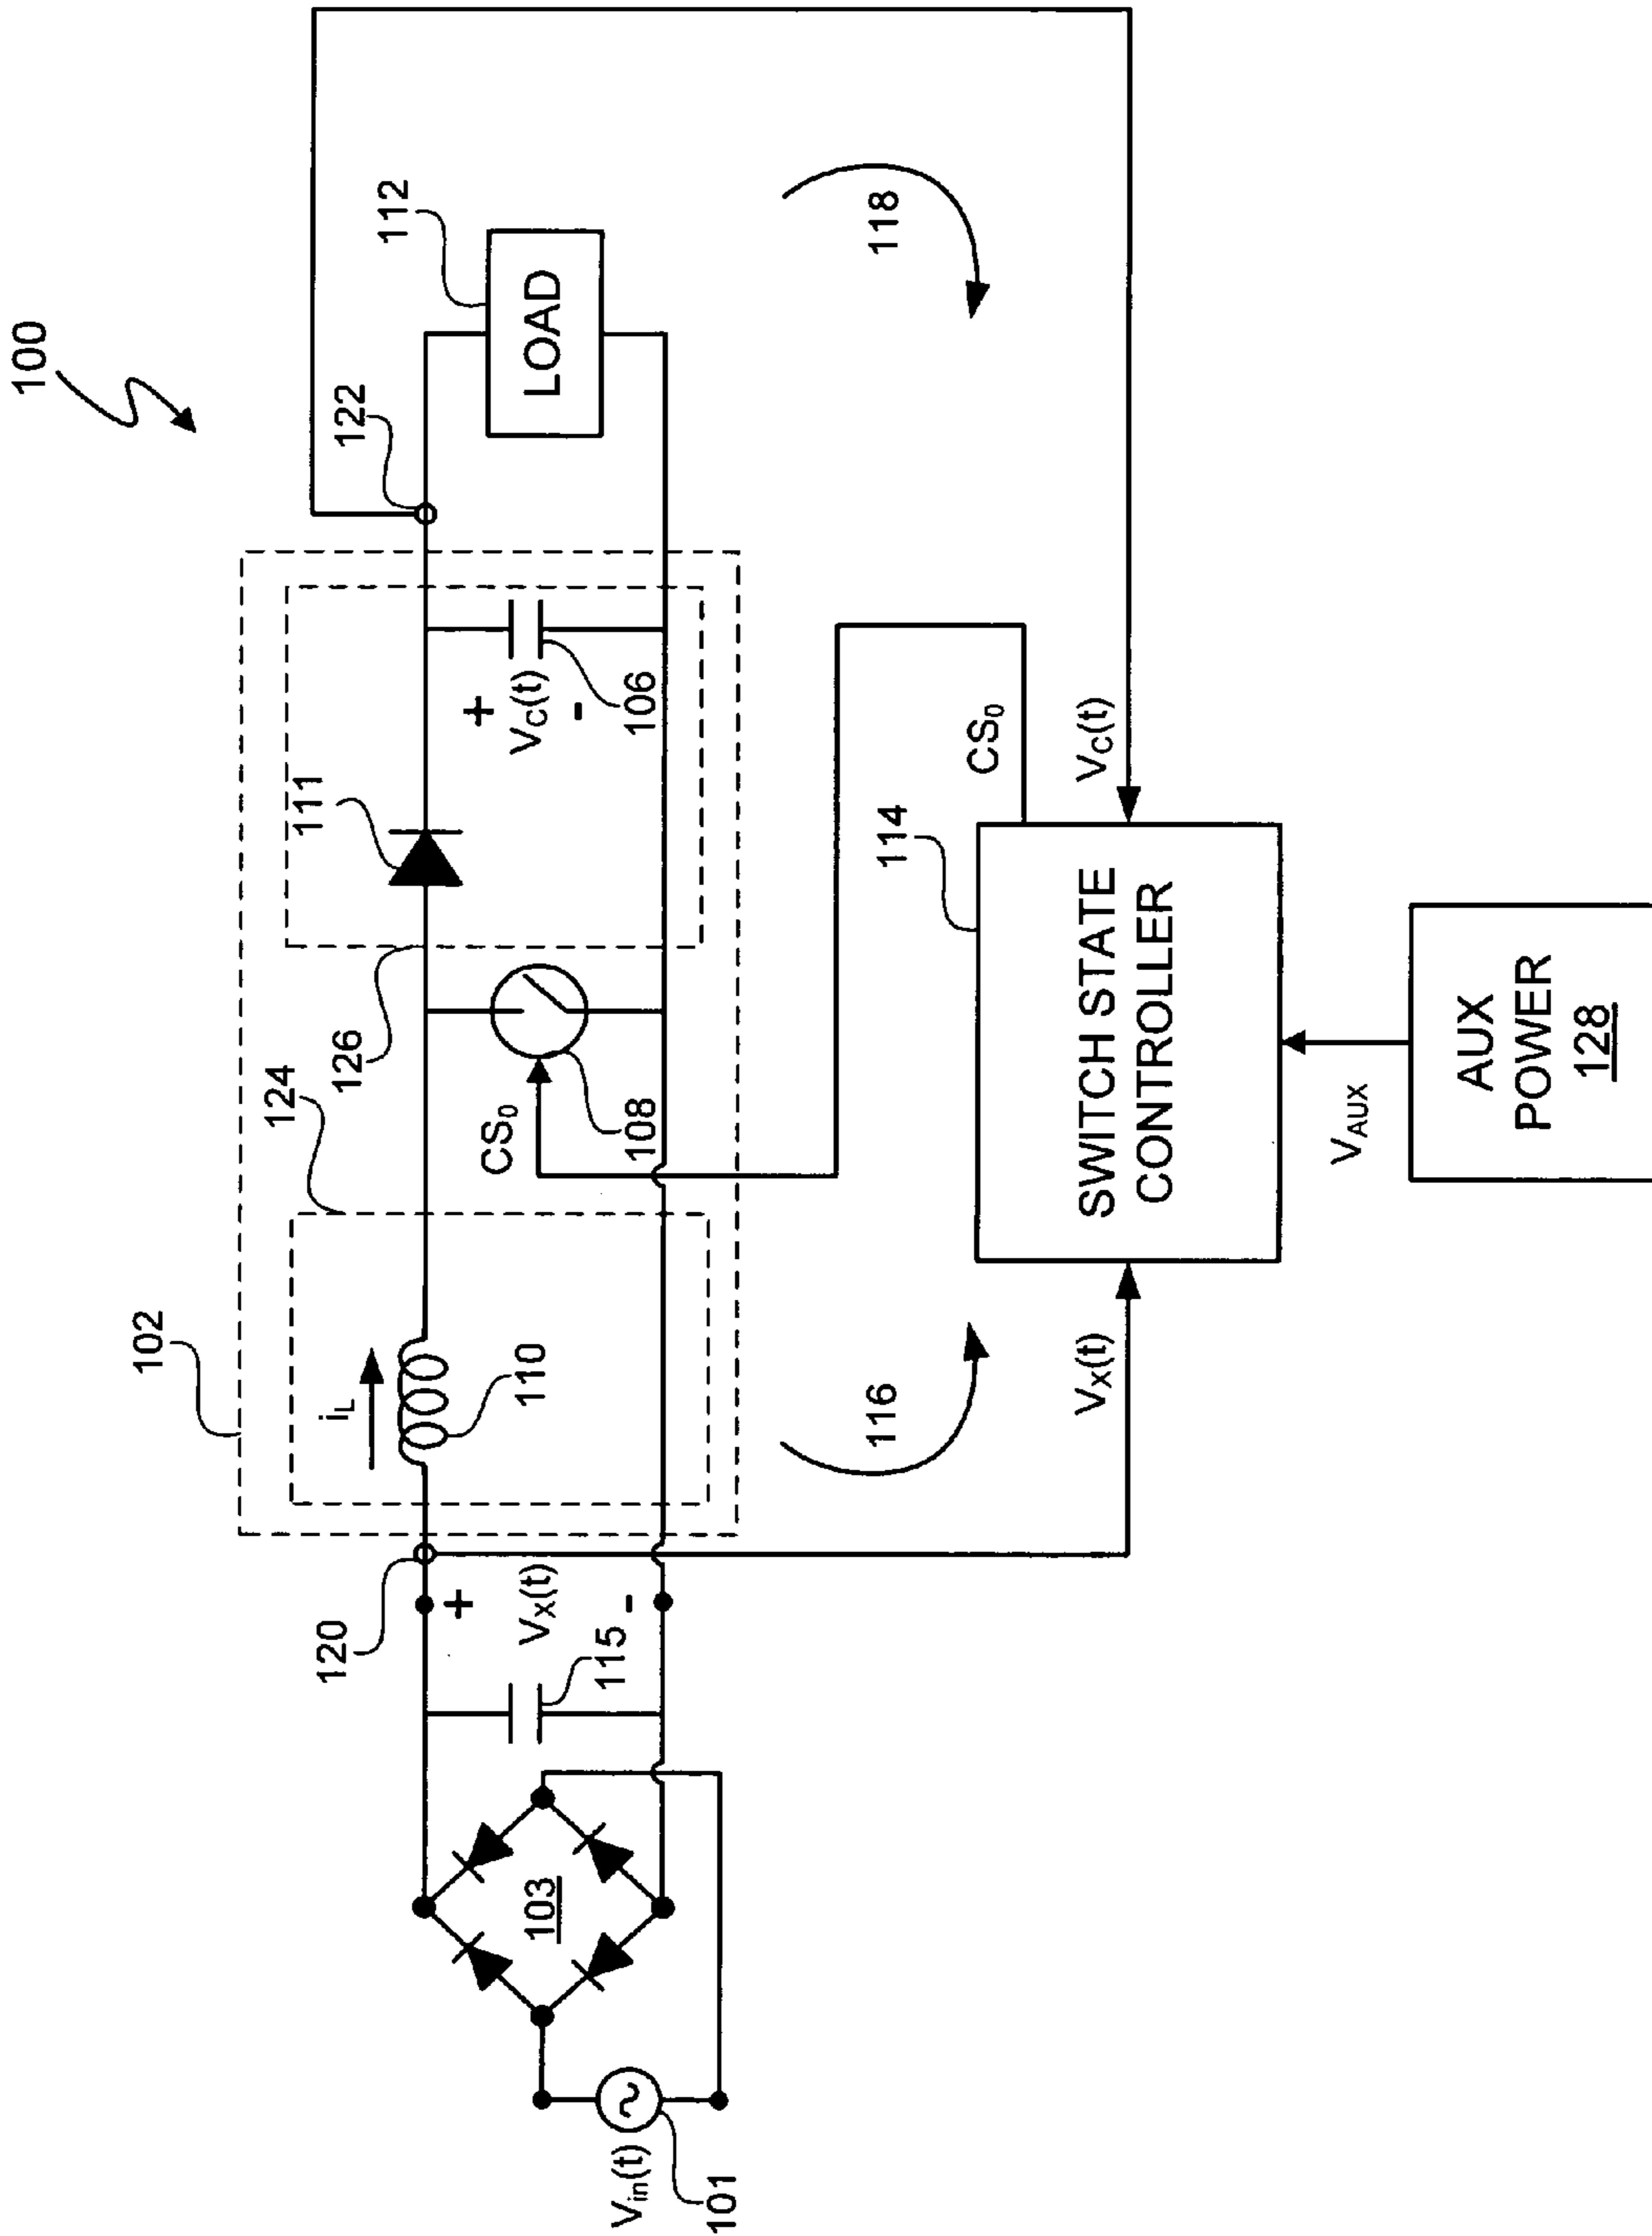 100
102
124
126
111
122
112
120
+
Vx(t)
-
115
103
Vin(t)
101
iL
110
CS0
108
+
Vc(t)
-
106
LOAD
116
118
Vx(t)
114
CS0
Vc(t)
SWITCH STATE
CONTROLLER
VAUX
AUX
POWER
128